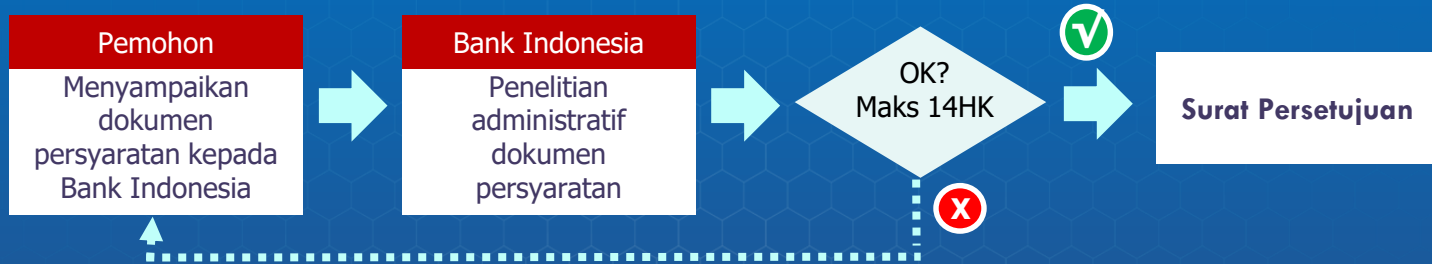 Pemohon
Menyampaikan
dokumen
persyaratan kepada
Bank Indonesia
Bank Indonesia
Penelitian
administratif
dokumen
persyaratan
OK?
Maks 14HK
√
X
Surat Persetujuan